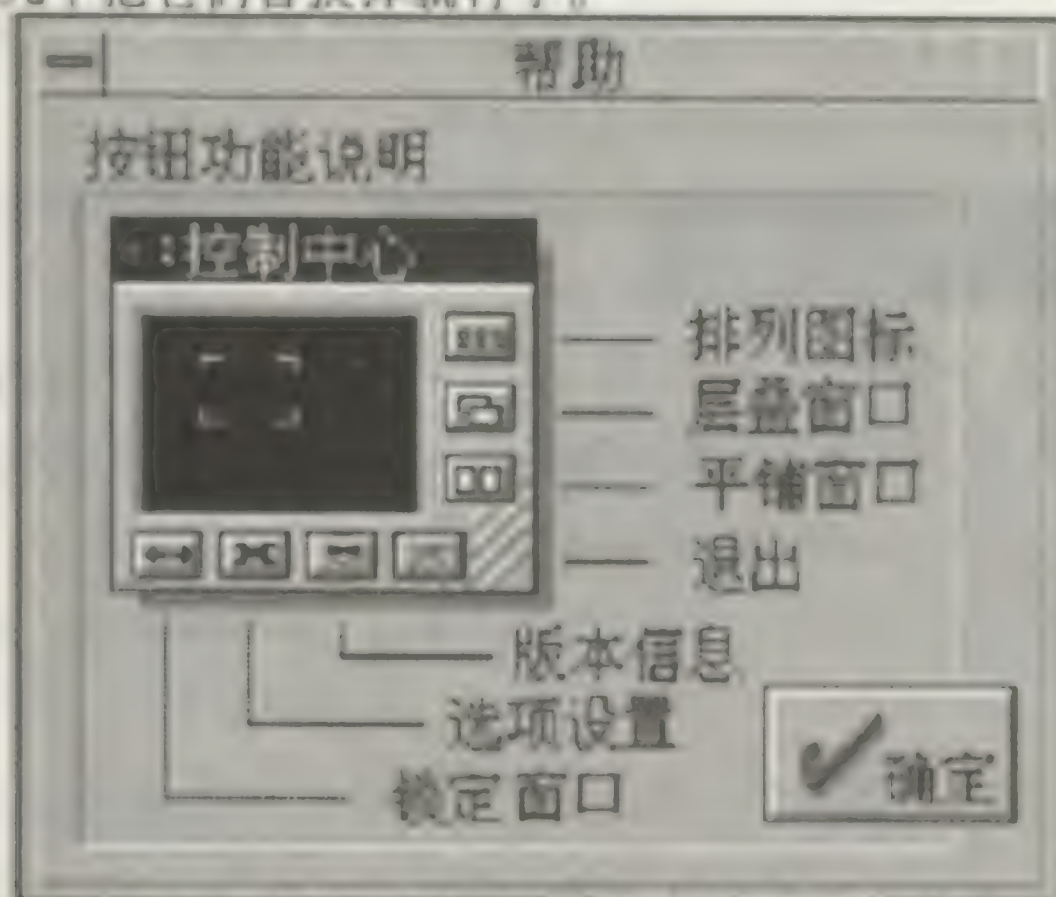 帮助
按钮功能说明
:控制中心
排列图标
层叠窗口
平铺窗口
退出
版本信息
选项设置
锁定窗口
确定